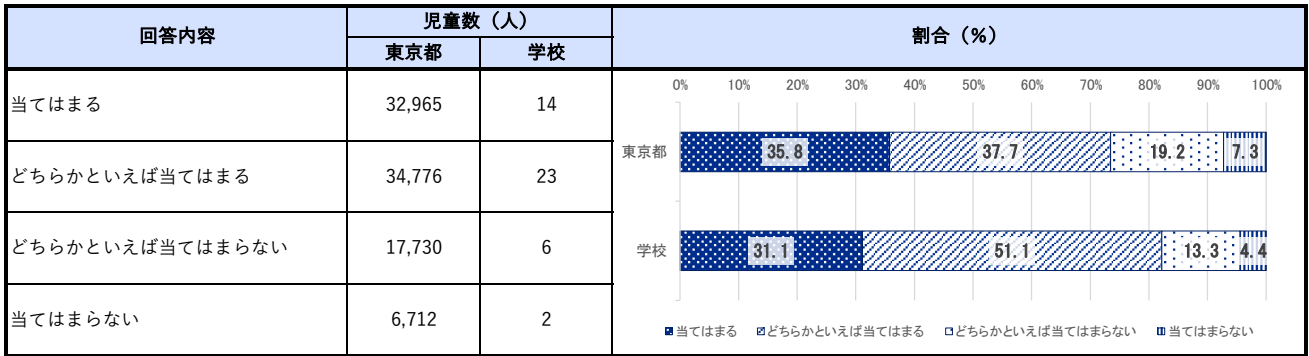 回答内容
児童数（人）
割合（%）
東京都
学校
当てはまる
32,965
14
どちらかといえば当てはまる
34,776
23
どちらかといえば当てはまらない
17,730
6
当てはまらない
6,712
2
0% 10% 20% 30% 40% 50% 60% 70% 80% 90% 100%
東京都 35.8 37.7 19.2 7.3
学校 31.1 51.1 13.3 4.4
当てはまる どちらかといえば当てはまる どちらかといえば当てはまらない 当てはまらない